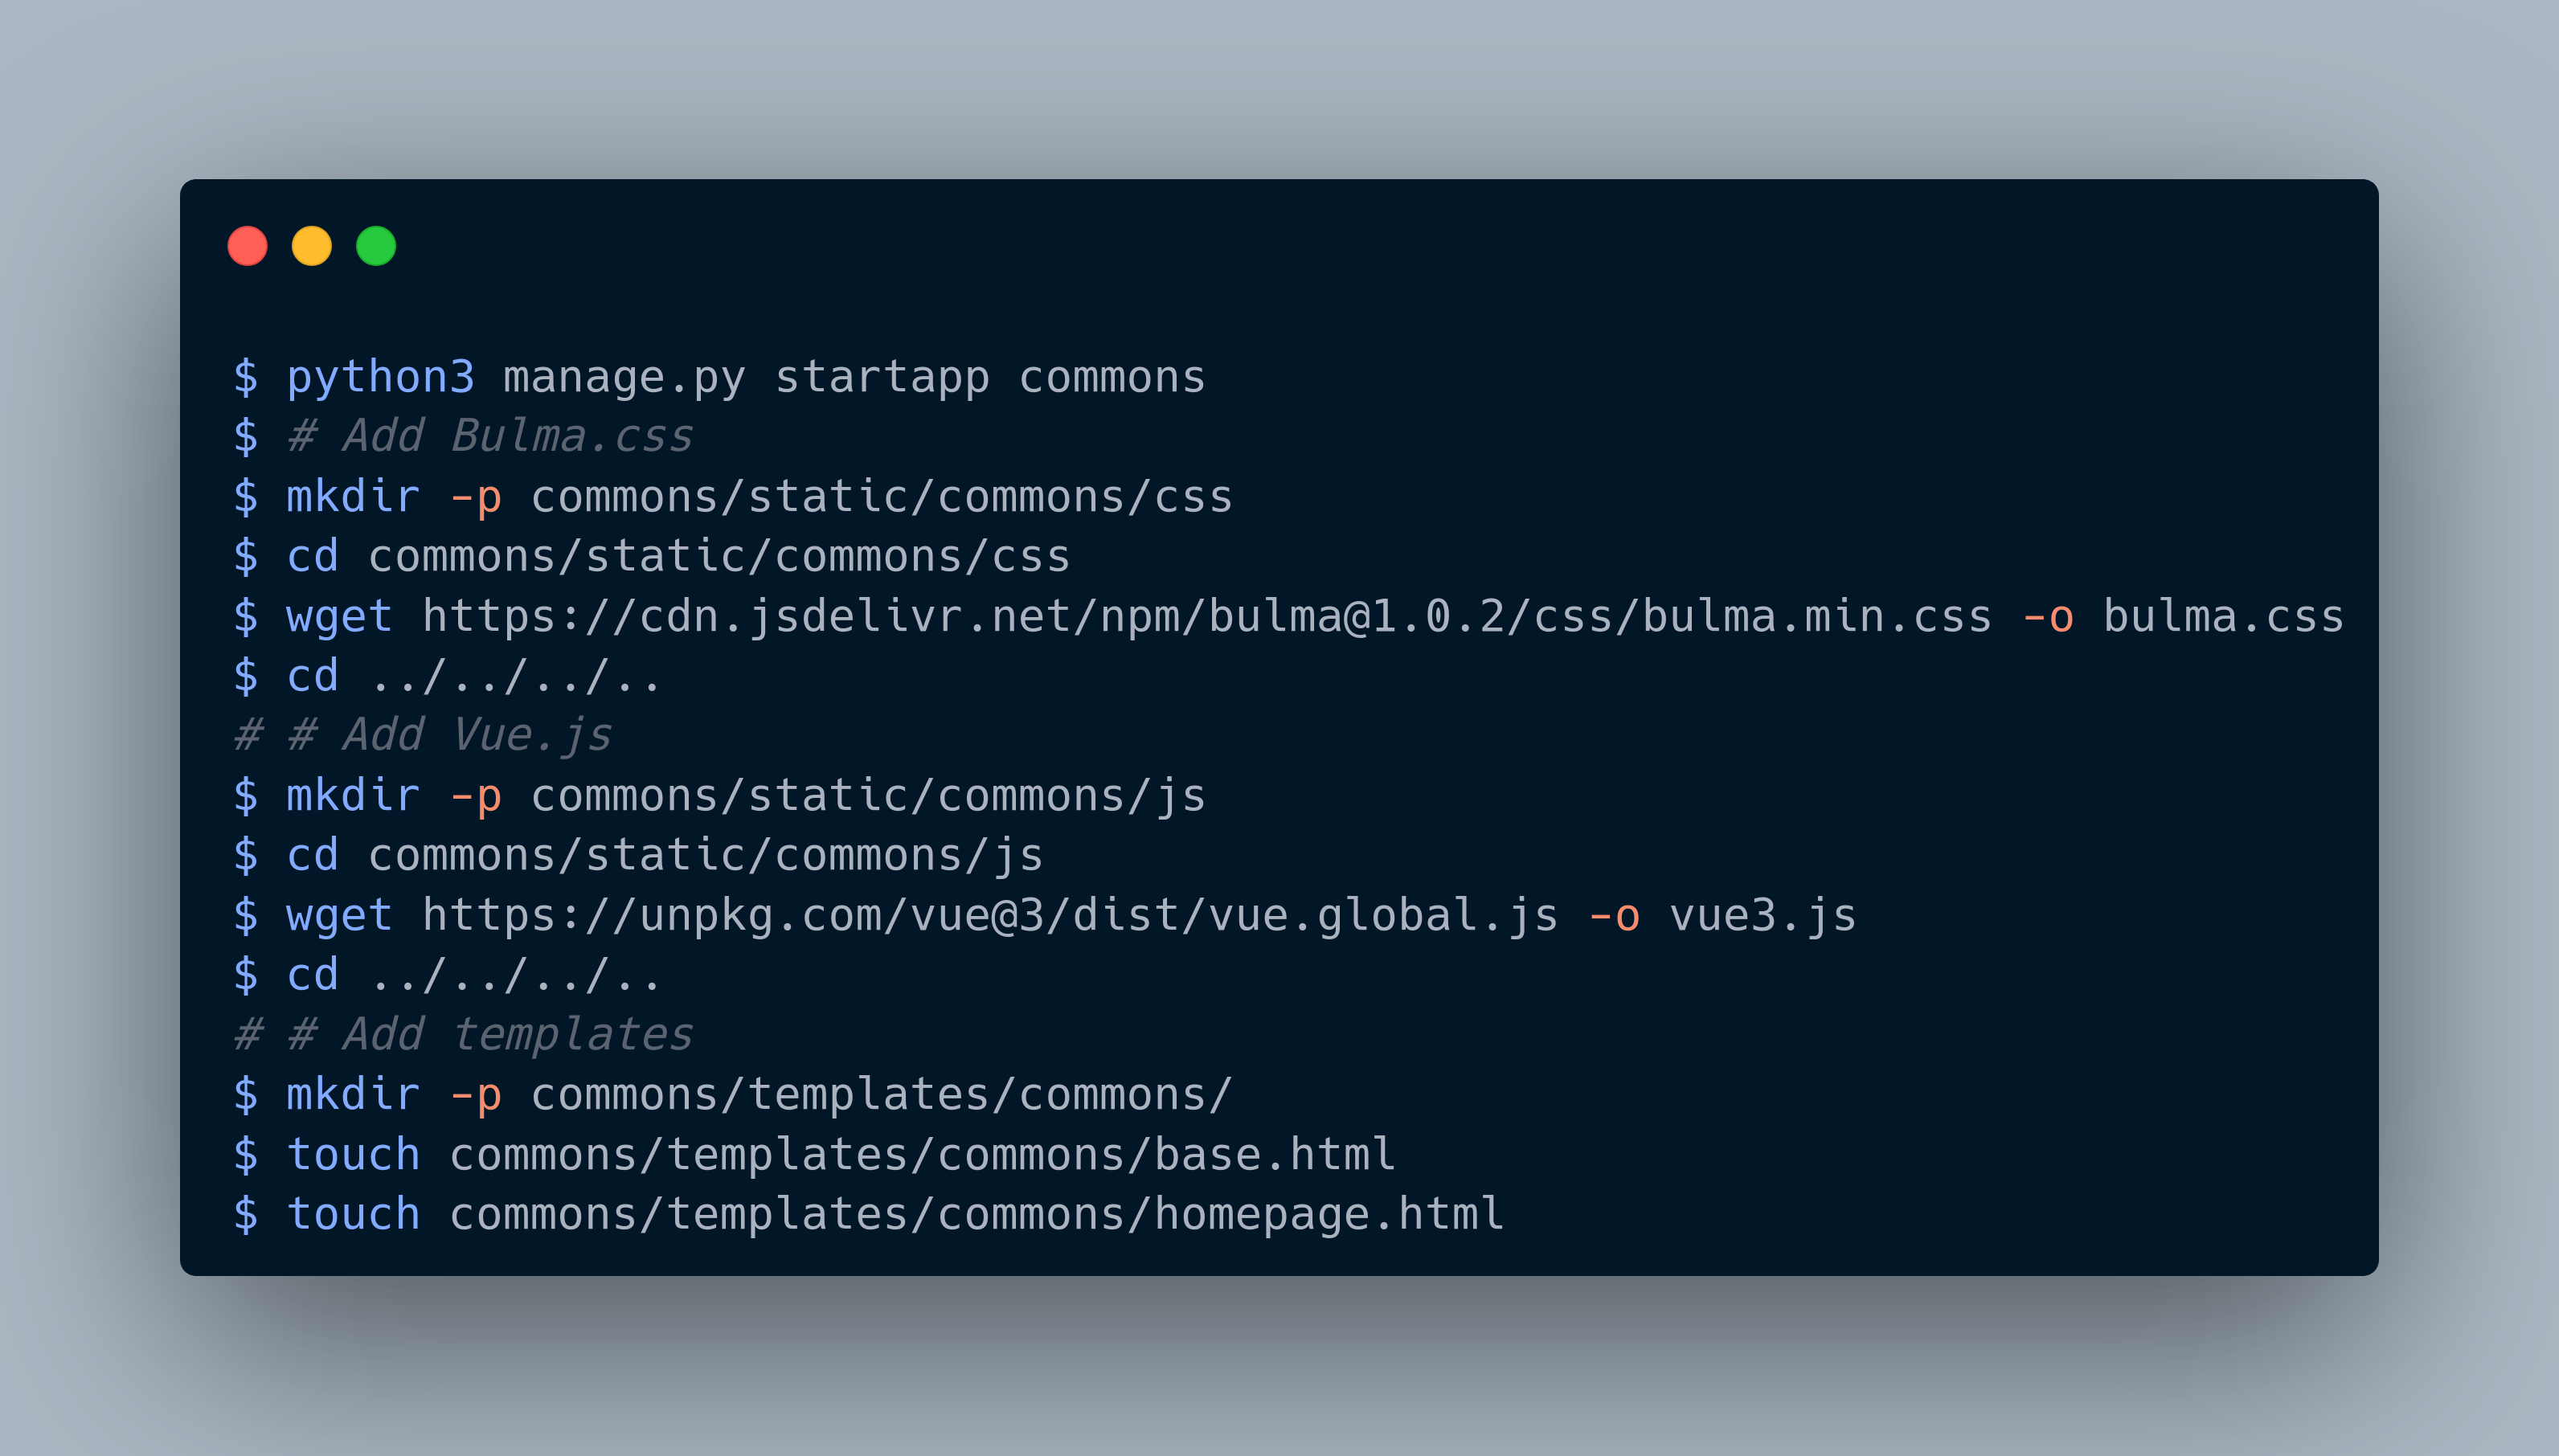 $ python3 manage.py startapp commons
$ # Add Bulma.css
$ mkdir -p commons/static/commons/css
$ cd commons/static/commons/css
$ wget https://cdn.jsdelivr.net/npm/bulma@1.0.2/css/bulma.min.css -o bulma.css
$ cd ../../../..
# # Add Vue.js
$ mkdir -p commons/static/commons/js
$ cd commons/static/commons/js
$ wget https://unpkg.com/vue@3/dist/vue.global.js -o vue3.js
$ cd ../../../..
# # Add templates
$ mkdir -p commons/templates/commons/
$ touch commons/templates/commons/base.html
$ touch commons/templates/commons/homepage.html